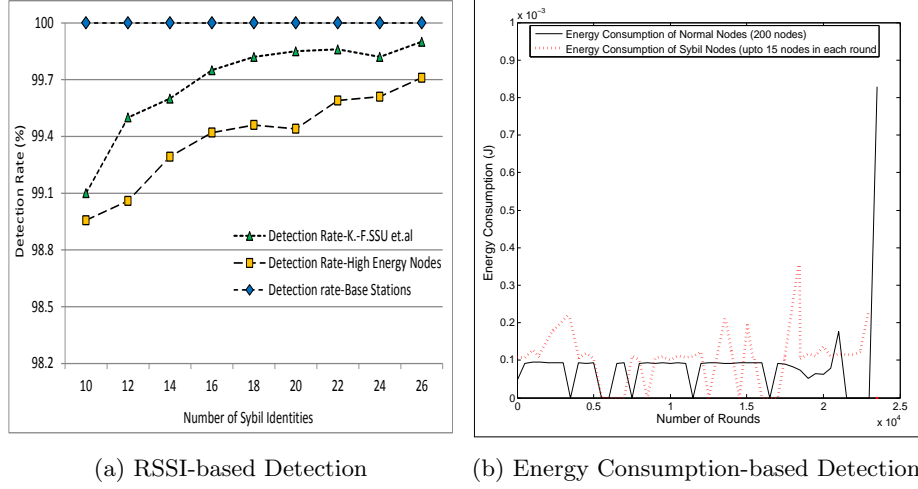 100
99.7
99.4
99.1
98.8
98.5
98.2
Detection Rate (%)
Detection Rate-K.-F.SSU et.al
Detection Rate-High Energy Nodes
Detection rate-Base Stations
10 12 14 16 18 20 22 24 26
Number of Sybil Identities
(a) RSSI-based Detection
x 10⁻³
1
0.9
0.8
0.7
0.6
0.5
0.4
0.3
0.2
0.1
0
Energy Consumption (J)
Energy Consumption of Normal Nodes (200 nodes)
Energy Consumption of Sybil Nodes (upto 15 nodes in each round
0 0.5 1 1.5 2 2.5
x 10⁴
Number of Rounds
(b) Energy Consumption-based Detection